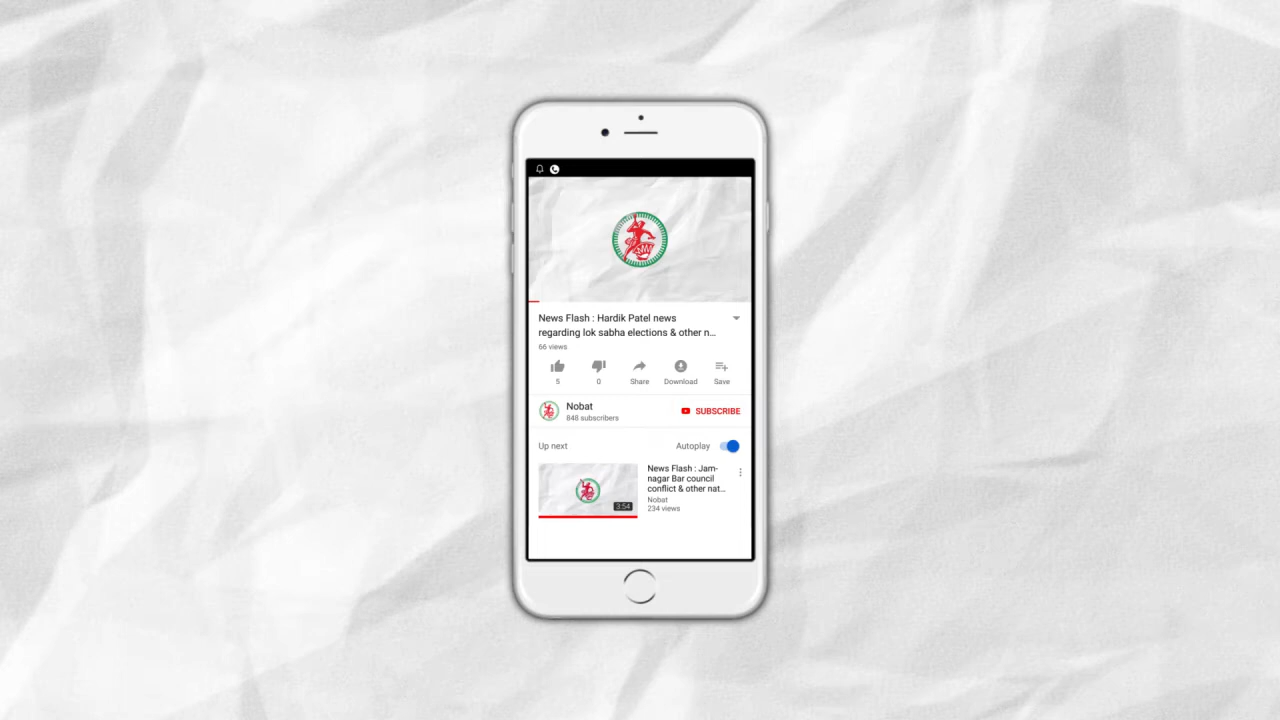 News Flash : Hardik Patel news
regarding lok sabha elections & other n...
66 views
5
0
Share
Download
Save
Nobat
848 subscribers
SUBSCRIBE
Up next
Autoplay
News Flash : Jam-
nagar Bar council
conflict & other nat...
Nobat
234 views
3:54